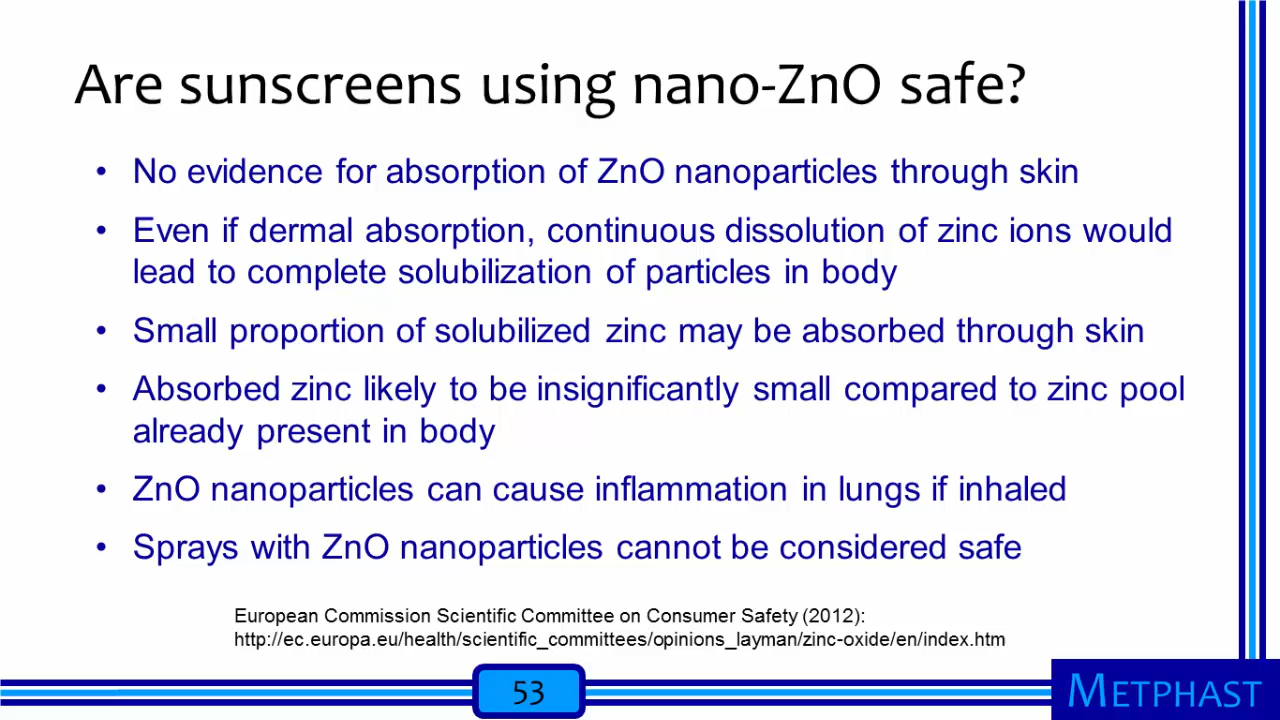 Are sunscreens using nano-ZnO safe?
• No evidence for absorption of ZnO nanoparticles through skin
• Even if dermal absorption, continuous dissolution of zinc ions would
lead to complete solubilization of particles in body
• Small proportion of solubilized zinc may be absorbed through skin
• Absorbed zinc likely to be insignificantly small compared to zinc pool
already present in body
• ZnO nanoparticles can cause inflammation in lungs if inhaled
• Sprays with ZnO nanoparticles cannot be considered safe
European Commission Scientific Committee on Consumer Safety (2012):
http://ec.europa.eu/health/scientific_committees/opinions_layman/zinc-oxide/en/index.htm
53
METPHAST